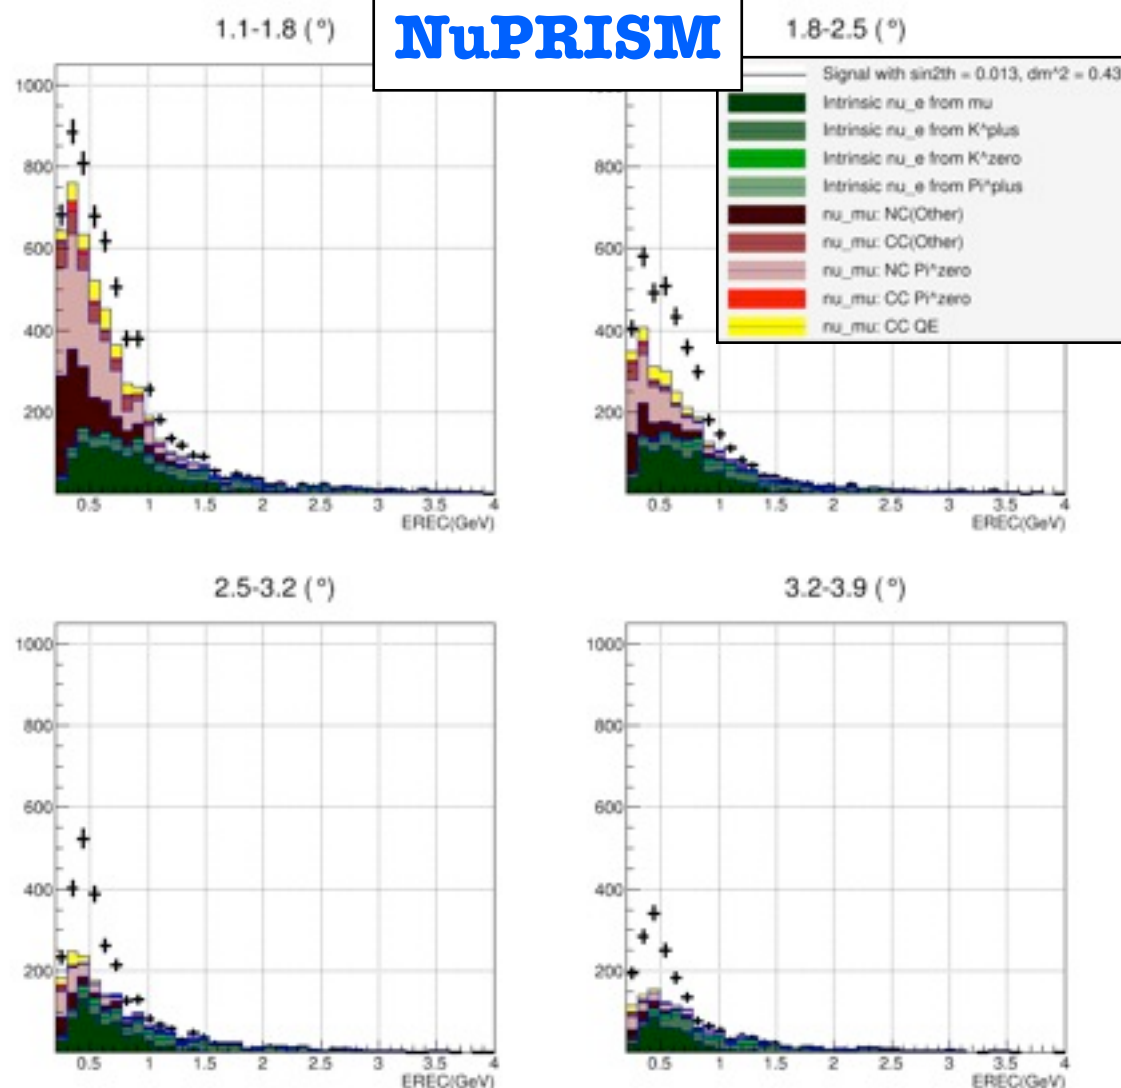 NuPRISM
1.1-1.8 (°)
1.8-2.5 (°)
Signal with sin2th = 0.013, dm^2 = 0.43
Intrinsic nu_e from mu
Intrinsic nu_e from K^plus
Intrinsic nu_e from K^zero
Intrinsic nu_e from Pi^plus
nu_mu: NC(Other)
nu_mu: CC(Other)
nu_mu: NC Pi^zero
nu_mu: CC Pi^zero
nu_mu: CC QE
1000
800
600
400
200
0.5 1 1.5 2 2.5 3 3.5 4
EREC(GeV)
800
600
400
200
0.5 1 1.5 2 2.5 3 3.5 4
EREC(GeV)
2.5-3.2 (°)
1000
800
600
400
200
0.5 1 1.5 2 2.5 3 3.5 4
EREC(GeV)
3.2-3.9 (°)
1000
800
600
400
200
0.5 1 1.5 2 2.5 3 3.5 4
EREC(GeV)